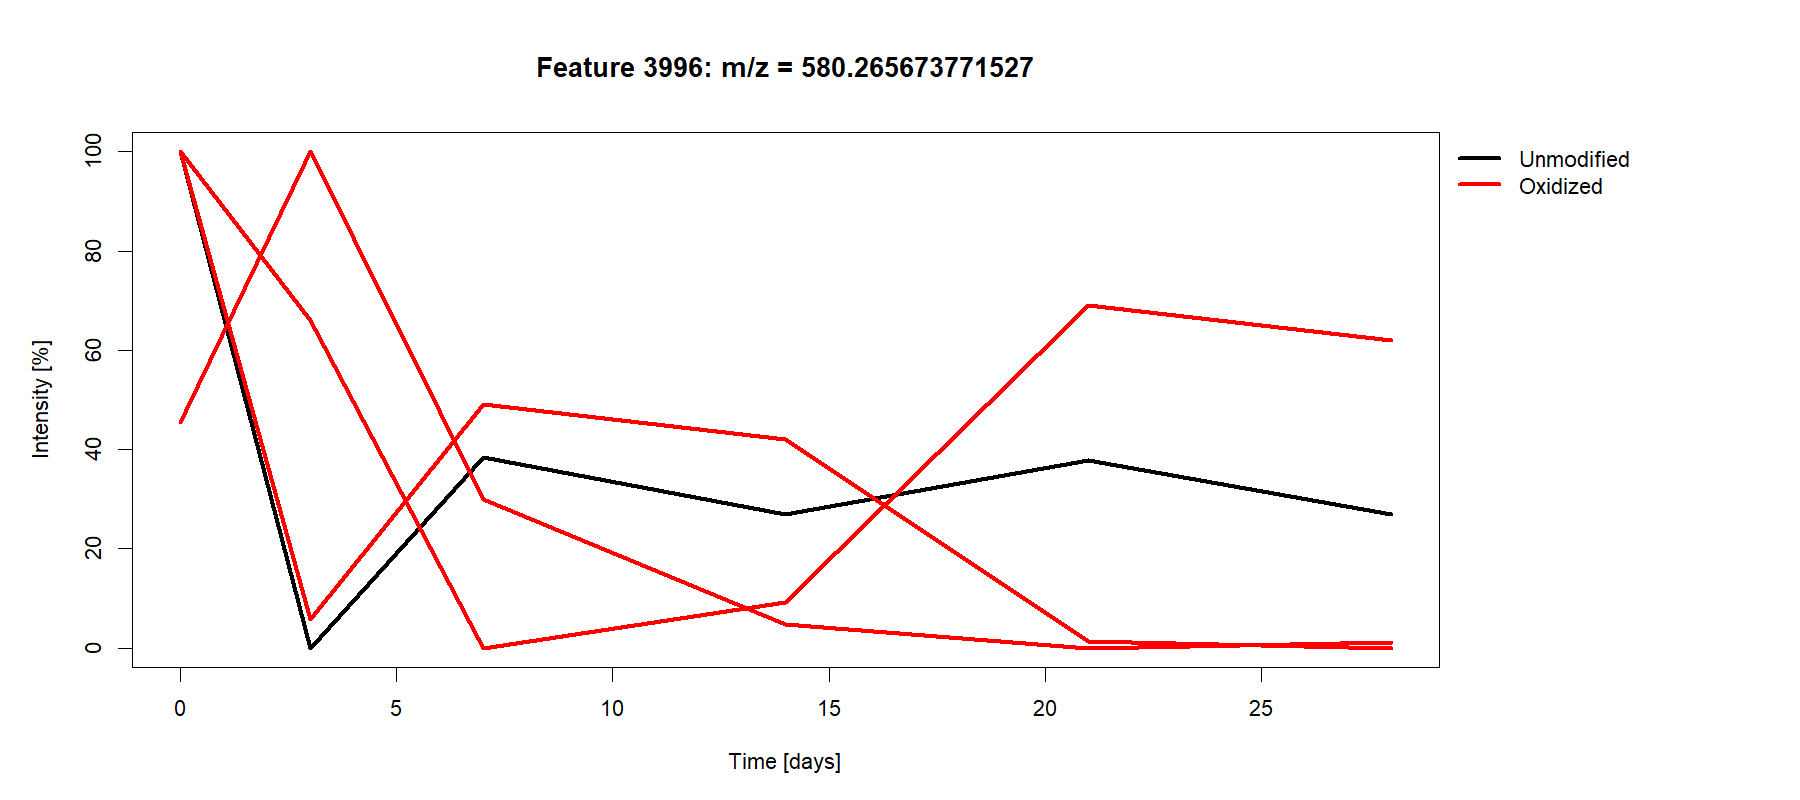 Feature 3996: m/z = 580.265673771527
Unmodified
Oxidized
Intensity [%]
100
80
60
40
20
0
0 5 10 15 20 25
Time [days]